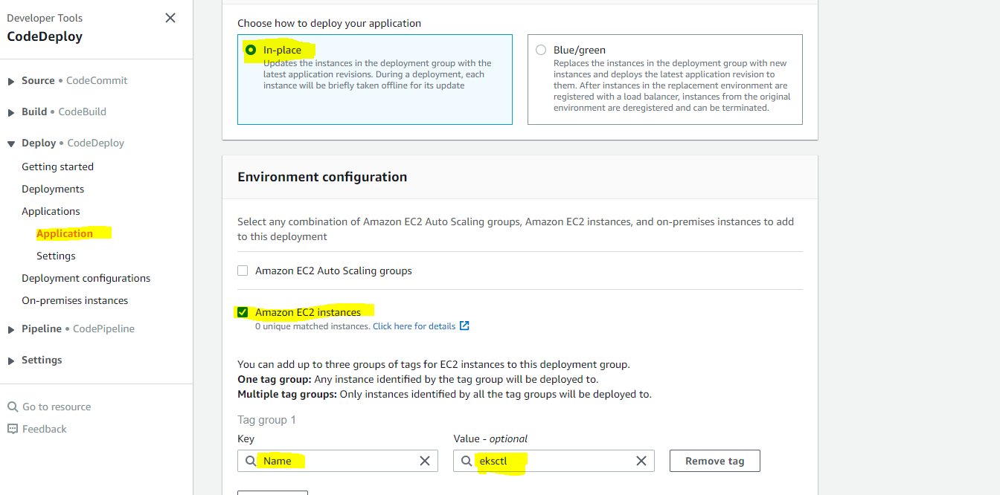 Developer Tools
CodeDeploy
Source • CodeCommit
Build • CodeBuild
Deploy • CodeDeploy
Getting started
Deployments
Applications
Application
Settings
Deployment configurations
On-premises instances
Pipeline • CodePipeline
Settings
Go to resource
Feedback
Choose how to deploy your application
In-place
Updates the instances in the deployment group with the
latest application revisions. During a deployment, each
instance will be briefly taken offline for its update
Blue/green
Replaces the instances in the deployment group with new
instances and deploys the latest application revision to
them. After instances in the replacement environment are
registered with a load balancer, instances from the original
environment are deregistered and can be terminated.
Environment configuration
Select any combination of Amazon EC2 Auto Scaling groups, Amazon EC2 instances, and on-premises instances to add
to this deployment
Amazon EC2 Auto Scaling groups
Amazon EC2 instances
0 unique matched instances. Click here for details
You can add up to three groups of tags for EC2 instances to this deployment group.
One tag group: Any instance identified by the tag group will be deployed to.
Multiple tag groups: Only instances identified by all the tag groups will be deployed to.
Tag group 1
Key
Value - optional
Name
eksctl
Remove tag